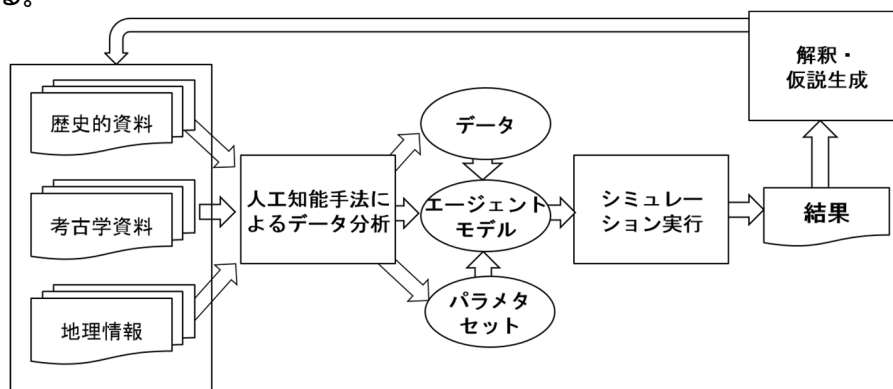 る。
解釈・
仮説生成
歴史的資料
考古学資料
地理情報
人工知能手法に
よるデータ分析
データ
エージェント
モデル
パラメタ
セット
シミュレー
ション実行
結果